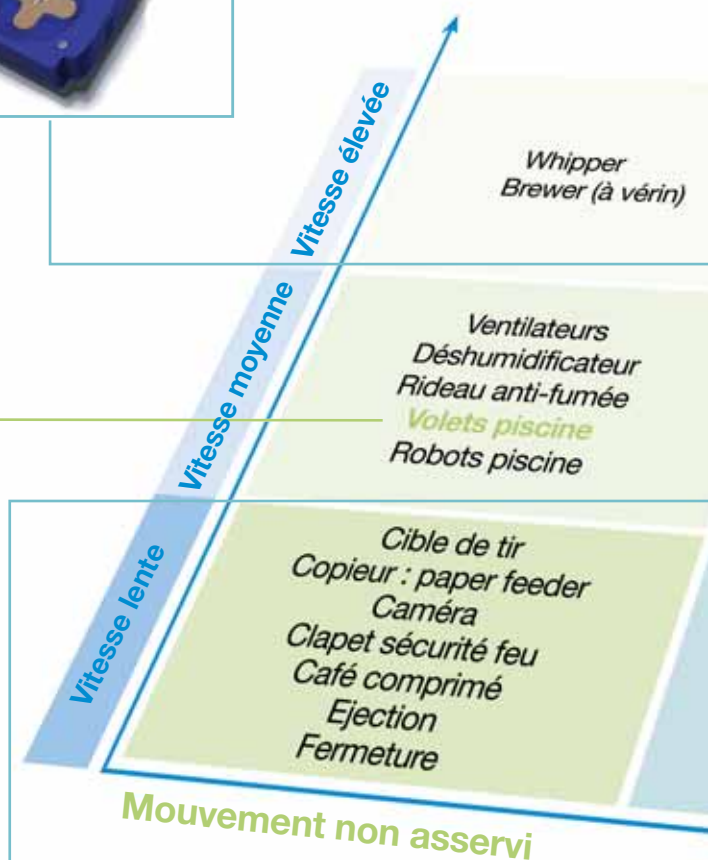 Vitesse élevée
Whipper
Brewer (à vérin)
Vitesse moyenne
Ventilateurs
Déshumidificateur
Rideau anti-fumée
Volets piscine
Robots piscine
Vitesse lente
Cible de tir
Copieur : paper feeder
Caméra
Clapet sécurité feu
Café comprimé
Ejection
Fermeture
Mouvement non asservi